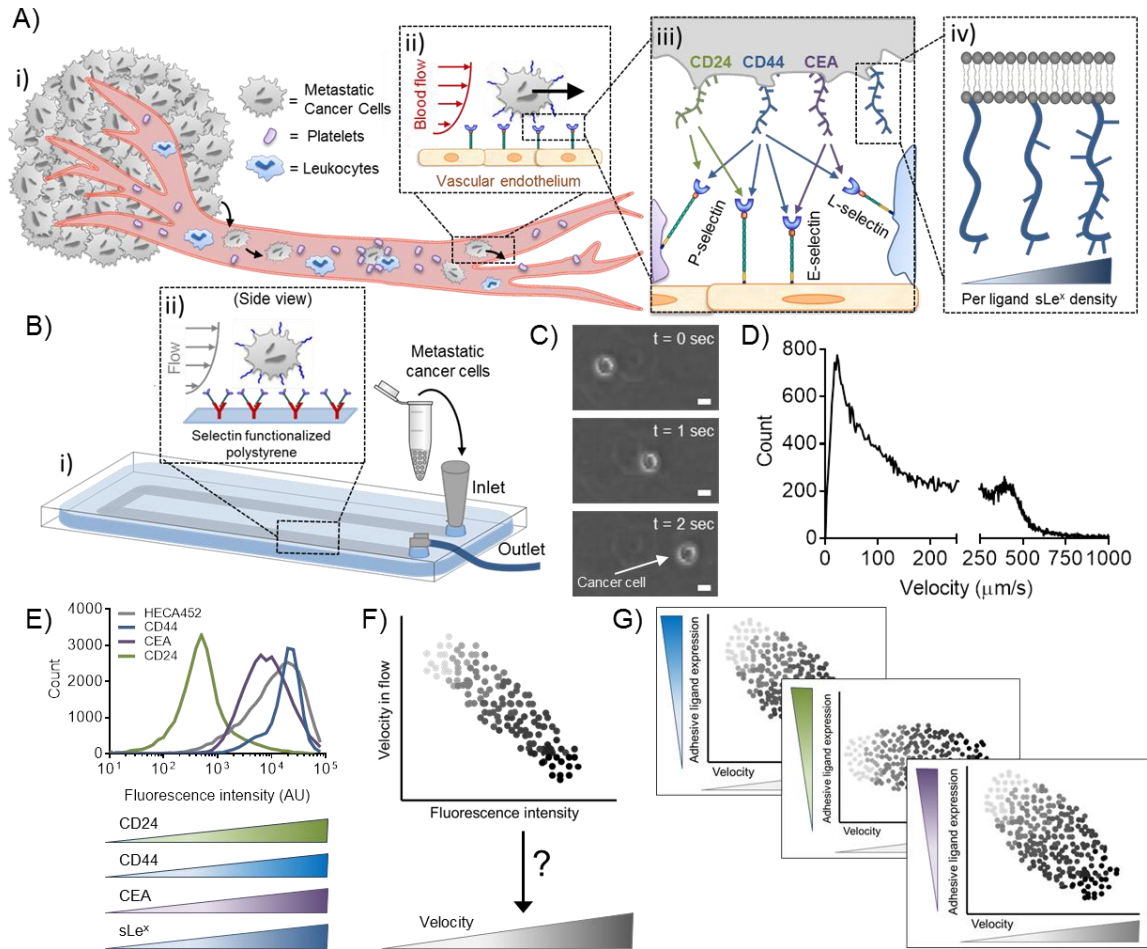 A)
i)
= Metastatic
Cancer Cells
= Platelets
= Leukocytes
ii)
Blood flow
Vascular endothelium
iii)
CD24 CD44 CEA
P-selectin
E-selectin
L-selectin
iv)
Per ligand sLeˣ density
B)
i)
ii)
(Side view)
Flow
Selectin functionalized
polystyrene
Metastatic
cancer cells
Inlet
Outlet
C)
t = 0 sec
t = 1 sec
t = 2 sec
Cancer cell
D)
Count
800
600
400
200
0
0 100 200 250 500 750 1000
Velocity (μm/s)
E)
HECA452
CD44
CEA
CD24
Count
4000
3000
2000
1000
0
10¹ 10² 10³ 10⁴ 10⁵
Fluorescence intensity (AU)
CD24
CD44
CEA
sLeˣ
F)
Velocity in flow
Fluorescence intensity
?
Velocity
G)
Adhesive ligand expression
Velocity
Adhesive ligand expression
Velocity
Adhesive ligand expression
Velocity